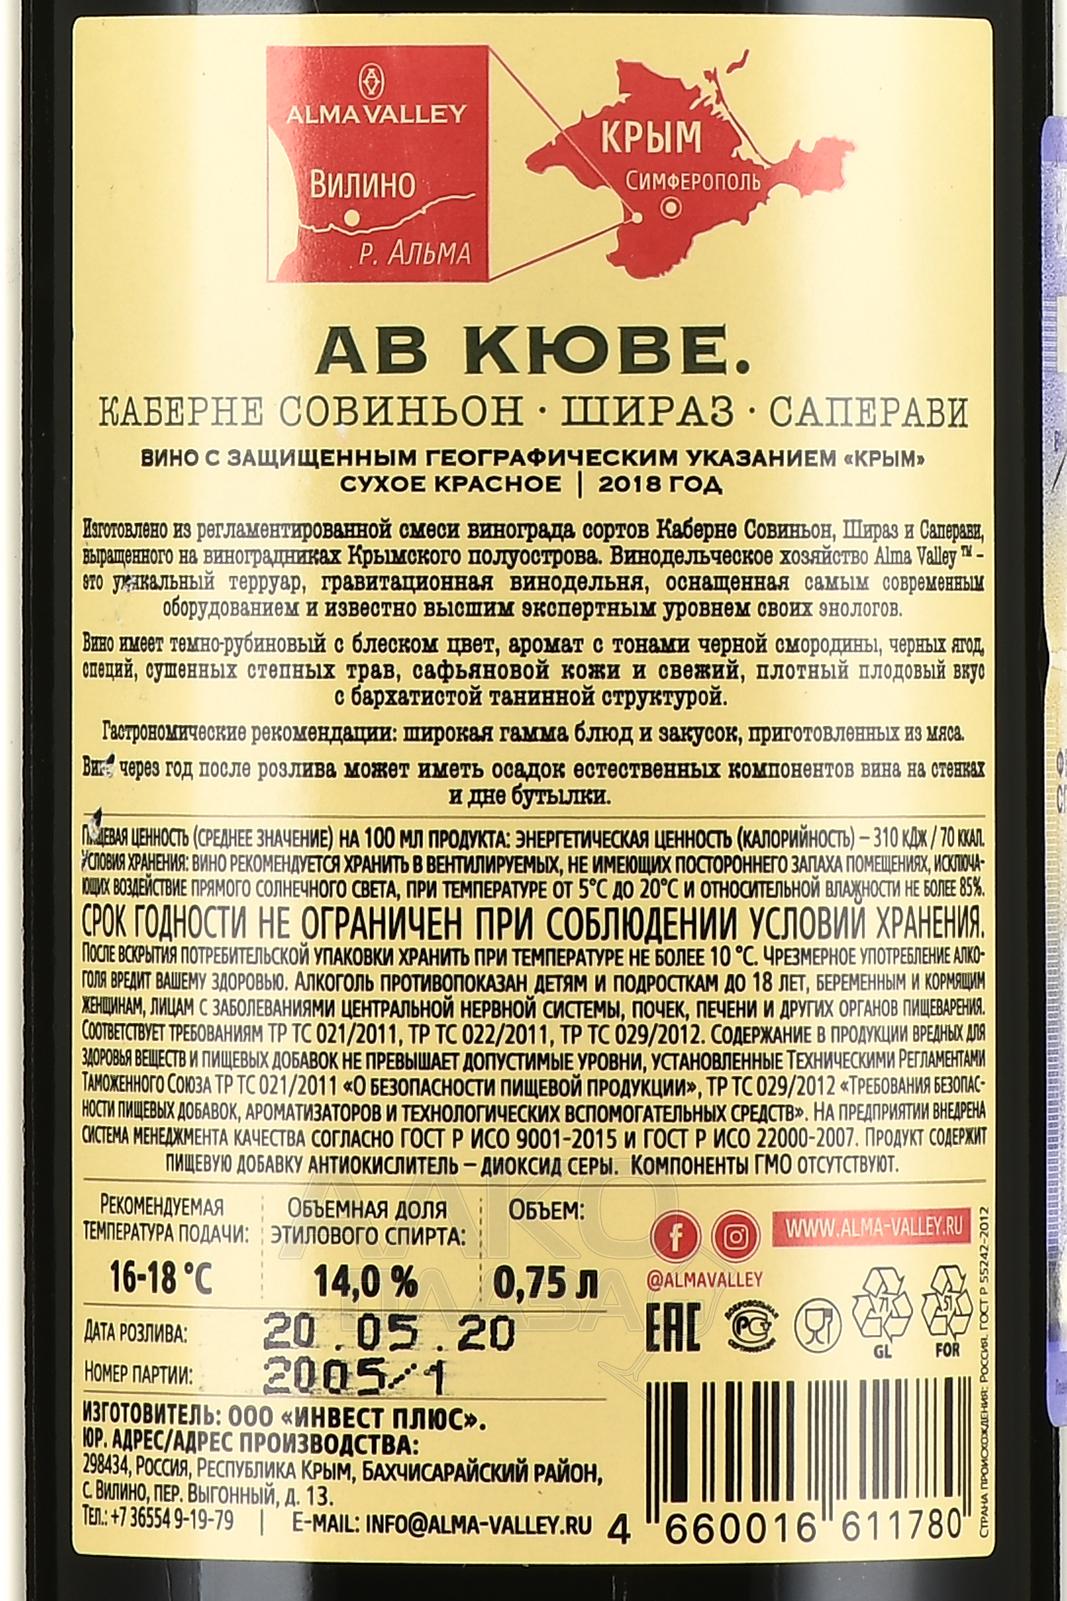 ALMA VALLEY
ВИЛИНО
Р. АЛЬМА
КРЫМ
СИМФЕРОПОЛЬ
АВ КЮВЕ.
КАБЕРНЕ СОВИНЬОН · ШИРАЗ · САПЕРАВИ
ВИНО С ЗАЩИЩЕННЫМ ГЕОГРАФИЧЕСКИМ УКАЗАНИЕМ «КРЫМ»
СУХОЕ КРАСНОЕ | 2018 ГОД
Изготовлено из регламентированной смеси винограда сортов Каберне Совиньон, Шираз и Саперави,
выращенного на виноградниках Крымского полуострова. Винодельческое хозяйство Alma Valley™ -
это уникальный терруар, гравитационная винодельня, оснащенная самым современным
оборудованием и известно высшим экспертным уровнем своих энологов.
Вино имеет темно-рубиновый с блеском цвет, аромат с тонами черной смородины, черных ягод,
специй, сушенных степных трав, сафьяновой кожи и свежий, плотный плодовый вкус
с бархатистой танинной структурой.
Гастрономические рекомендации: широкая гамма блюд и закусок, приготовленных из мяса.
Вино через год после розлива может иметь осадок естественных компонентов вина на стенках
и дне бутылки.
ПИЩЕВАЯ ЦЕННОСТЬ (СРЕДНЕЕ ЗНАЧЕНИЕ) НА 100 МЛ ПРОДУКТА: ЭНЕРГЕТИЧЕСКАЯ ЦЕННОСТЬ (КАЛОРИЙНОСТЬ) – 310 КДЖ / 70 ККАЛ.
УСЛОВИЯ ХРАНЕНИЯ: ВИНО РЕКОМЕНДУЕТСЯ ХРАНИТЬ В ВЕНТИЛИРУЕМЫХ, НЕ ИМЕЮЩИХ ПОСТОРОННЕГО ЗАПАХА ПОМЕЩЕНИЯХ, ИСКЛЮЧА-
ЮЩИХ ВОЗДЕЙСТВИЕ ПРЯМОГО СОЛНЕЧНОГО СВЕТА, ПРИ ТЕМПЕРАТУРЕ ОТ 5°С ДО 20°С И ОТНОСИТЕЛЬНОЙ ВЛАЖНОСТИ НЕ БОЛЕЕ 85%.
СРОК ГОДНОСТИ НЕ ОГРАНИЧЕН ПРИ СОБЛЮДЕНИИ УСЛОВИЙ ХРАНЕНИЯ.
ПОСЛЕ ВСКРЫТИЯ ПОТРЕБИТЕЛЬСКОЙ УПАКОВКИ ХРАНИТЬ ПРИ ТЕМПЕРАТУРЕ НЕ БОЛЕЕ 10 °С. ЧРЕЗМЕРНОЕ УПОТРЕБЛЕНИЕ АЛКО-
ГОЛЯ ВРЕДИТ ВАШЕМУ ЗДОРОВЬЮ. АЛКОГОЛЬ ПРОТИВОПОКАЗАН ДЕТЯМ И ПОДРОСТКАМ ДО 18 ЛЕТ, БЕРЕМЕННЫМ И КОРМЯЩИМ
ЖЕНЩИНАМ, ЛИЦАМ С ЗАБОЛЕВАНИЯМИ ЦЕНТРАЛЬНОЙ НЕРВНОЙ СИСТЕМЫ, ПОЧЕК, ПЕЧЕНИ И ДРУГИХ ОРГАНОВ ПИЩЕВАРЕНИЯ.
СООТВЕТСТВУЕТ ТРЕБОВАНИЯМ ТР ТС 021/2011, ТР ТС 022/2011, ТР ТС 029/2012. СОДЕРЖАНИЕ В ПРОДУКЦИИ ВРЕДНЫХ ДЛЯ
ЗДОРОВЬЯ ВЕЩЕСТВ И ПИЩЕВЫХ ДОБАВОК НЕ ПРЕВЫШАЕТ ДОПУСТИМЫЕ УРОВНИ, УСТАНОВЛЕННЫЕ ТЕХНИЧЕСКИМИ РЕГЛАМЕНТАМИ
ТАМОЖЕННОГО СОЮЗА ТР ТС 021/2011 «О БЕЗОПАСНОСТИ ПИЩЕВОЙ ПРОДУКЦИИ», ТР ТС 029/2012 «ТРЕБОВАНИЯ БЕЗОПАС-
НОСТИ ПИЩЕВЫХ ДОБАВОК, АРОМАТИЗАТОРОВ И ТЕХНОЛОГИЧЕСКИХ ВСПОМОГАТЕЛЬНЫХ СРЕДСТВ». НА ПРЕДПРИЯТИИ ВНЕДРЕНА
СИСТЕМА МЕНЕДЖМЕНТА КАЧЕСТВА СОГЛАСНО ГОСТ Р ИСО 9001-2015 И ГОСТ Р ИСО 22000-2007. ПРОДУКТ СОДЕРЖИТ
ПИЩЕВУЮ ДОБАВКУ АНТИОКИСЛИТЕЛЬ – ДИОКСИД СЕРЫ. КОМПОНЕНТЫ ГМО ОТСУТСТВУЮТ.
РЕКОМЕНДУЕМАЯ
ТЕМПЕРАТУРА ПОДАЧИ:
16-18 °С
ОБЪЕМНАЯ ДОЛЯ
ЭТИЛОВОГО СПИРТА:
14,0 %
ОБЪЕМ:
0,75 л
@ALMAVALLEY
WWW.ALMA-VALLEY.RU
ДАТА РОЗЛИВА: 20.05.20
НОМЕР ПАРТИИ: 2005/1
EAC
ДОБРОВОЛЬНАЯ СЕРТИФИКАЦИЯ
71
GL
51
FOR
ИЗГОТОВИТЕЛЬ: ООО «ИНВЕСТ ПЛЮС».
ЮР. АДРЕС/АДРЕС ПРОИЗВОДСТВА:
298434, РОССИЯ, РЕСПУБЛИКА КРЫМ, БАХЧИСАРАЙСКИЙ РАЙОН,
С. ВИЛИНО, ПЕР. ВЫГОННЫЙ, Д. 13.
ТЕЛ.: +7 36554 9-19-79 | E-MAIL: INFO@ALMA-VALLEY.RU
4 660016 611780
СТРАНА ПРОИСХОЖДЕНИЯ: РОССИЯ. ГОСТ Р 55242-2012